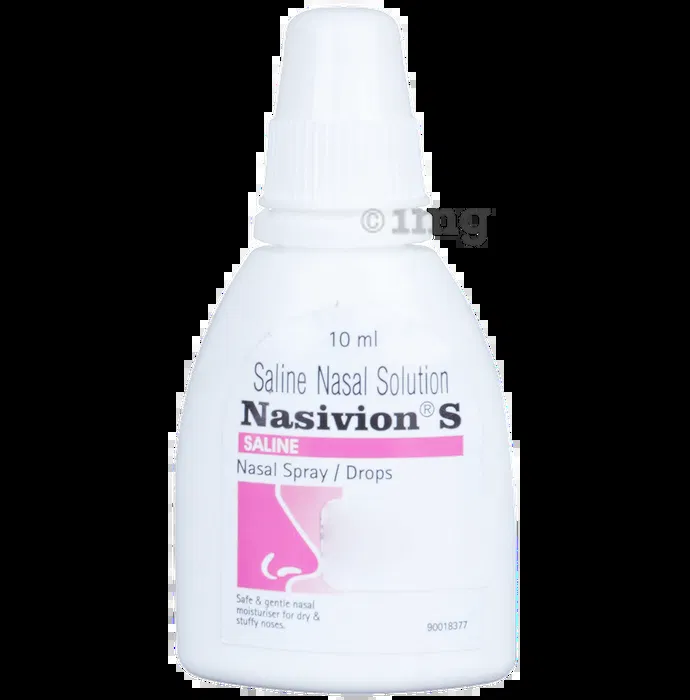 © 1mg
10 ml
Saline Nasal Solution
Nasivion® S
SALINE
Nasal Spray / Drops
Safe & gentle nasal
moisturiser for dry &
stuffy noses.
90018377